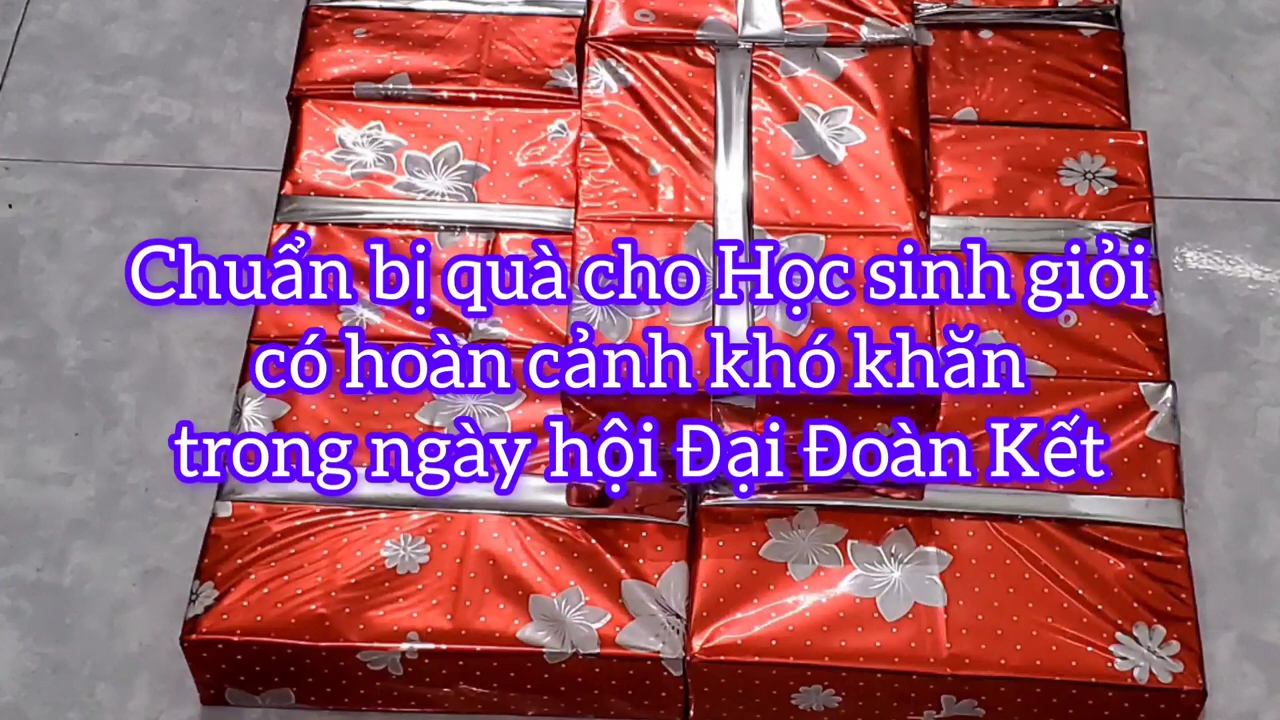 Chuẩn bị quà cho Học sinh giỏi
có hoàn cảnh khó khăn
trong ngày hội Đại Đoàn Kết